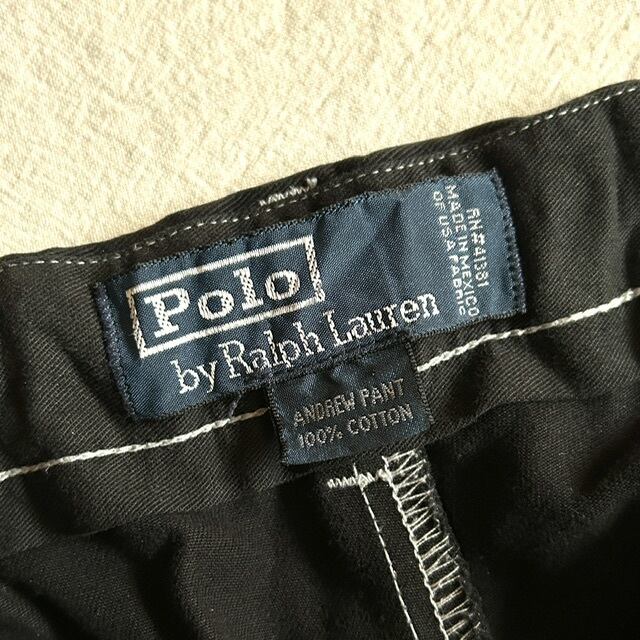 Polo
by Ralph Lauren
RN#41381
MADE IN MEXICO
OF USA FABRIC
ANDREW PANT
100% COTTON